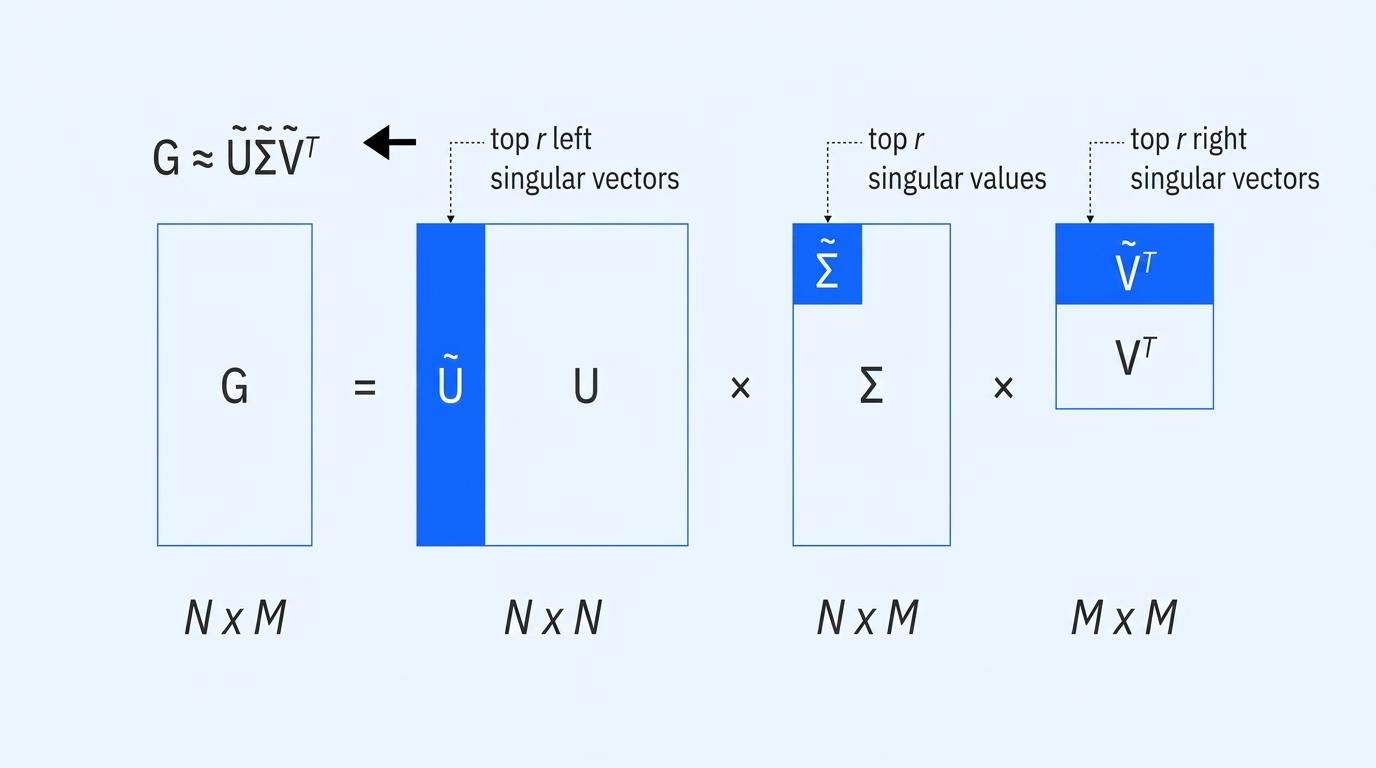 G ≈ ŨΣ̃Ṽᵀ
top r left
singular vectors
top r
singular values
top r right
singular vectors
G
=
Ũ
U
×
Σ̃
Σ
×
Ṽᵀ
Vᵀ
N x M
N x N
N x M
M x M